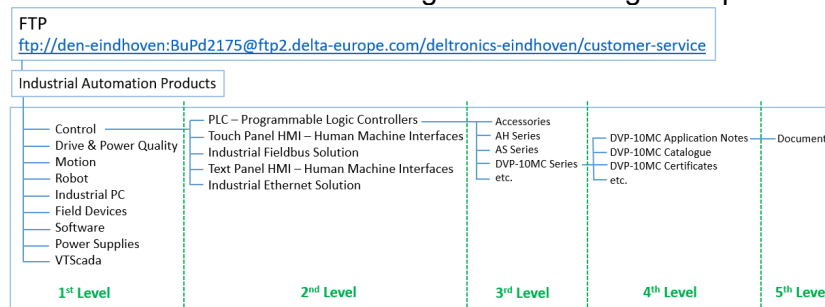 FTP
ftp://den-eindhoven:BuPd2175@ftp2.delta-europe.com/deltronics-eindhoven/customer-service
Industrial Automation Products
Control
Drive & Power Quality
Motion
Robot
Industrial PC
Field Devices
Software
Power Supplies
VTScada
1st Level
PLC – Programmable Logic Controllers
Touch Panel HMI – Human Machine Interfaces
Industrial Fieldbus Solution
Text Panel HMI – Human Machine Interfaces
Industrial Ethernet Solution
2nd Level
Accessories
AH Series
AS Series
DVP-10MC Series
etc.
3rd Level
DVP-10MC Application Notes
DVP-10MC Catalogue
DVP-10MC Certificates
etc.
4th Level
Document
5th Leve